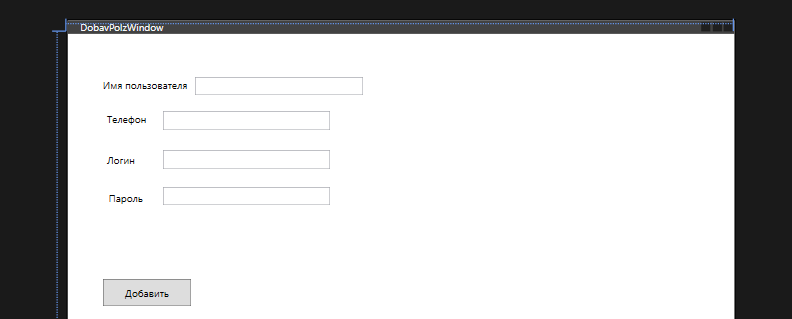 DobavPolzWindow
Имя пользователя
Телефон
Логин
Пароль
Добавить